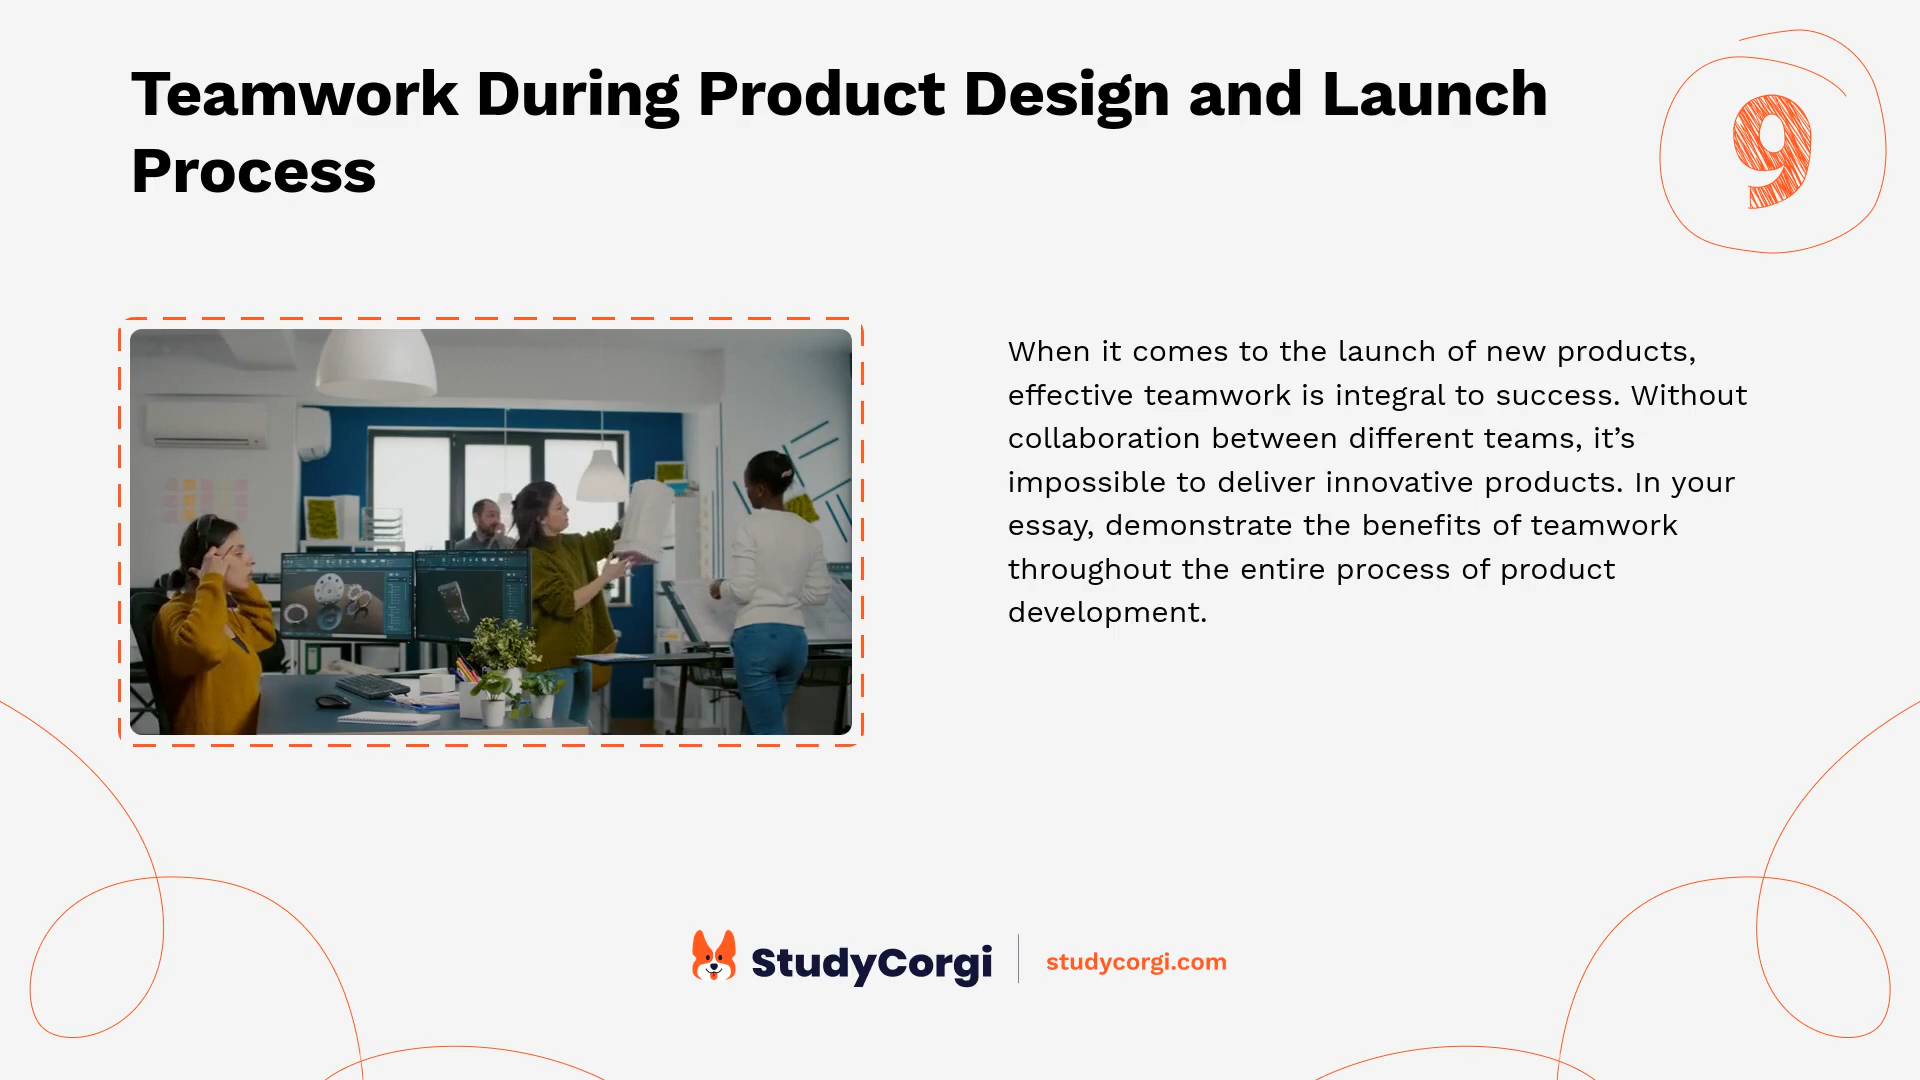 Teamwork During Product Design and Launch
Process
9
When it comes to the launch of new products,
effective teamwork is integral to success. Without
collaboration between different teams, it’s
impossible to deliver innovative products. In your
essay, demonstrate the benefits of teamwork
throughout the entire process of product
development.
StudyCorgi
studycorgi.com